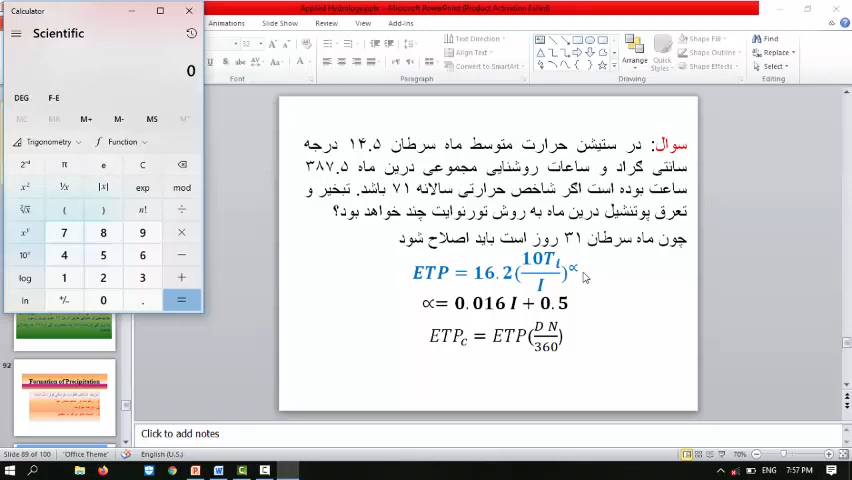 Applied Hydrology.pptx - Microsoft PowerPoint (Product Activation Failed)
Calculator
Animations Slide Show Review View Add-Ins
Scientific
0
DEG F-E
MC MR M+ M- MS M
Trigonometry Function
2nd π e C
x² ¹/x |x| exp mod
²√x ( ) n! ÷
xʸ 7 8 9 ×
10ˣ 4 5 6 −
log 1 2 3 +
ln +/− 0 . =
32
Font
Text Direction
Align Text
Convert to SmartArt
Paragraph
Arrange
Quick Styles
Shape Fill
Shape Outline
Shape Effects
Drawing
Find
Replace
Select
Editing
سوال: در ستیشن حرارت متوسط ماه سرطان ۱۴.۵ درجه
سانتی گراد و ساعات روشنایی مجموعی درین ماه ۳۸۷.۵
ساعت بوده است اگر شاخص حرارتی سالانه ۷۱ باشد. تبخیر و
تعرق پوتنشیل درین ماه به روش تورنوایت چند خواهد بود؟
چون ماه سرطان ۳۱ روز است باید اصلاح شود
ETP = 16.2(10Ti/I)^∝
∝= 0.016 I + 0.5
ETPc = ETP(D N/360)
92
Formation of Precipitation
Click to add notes
Slide 89 of 100 "Office Theme" English (U.S.) 70%
ENG 7:57 PM